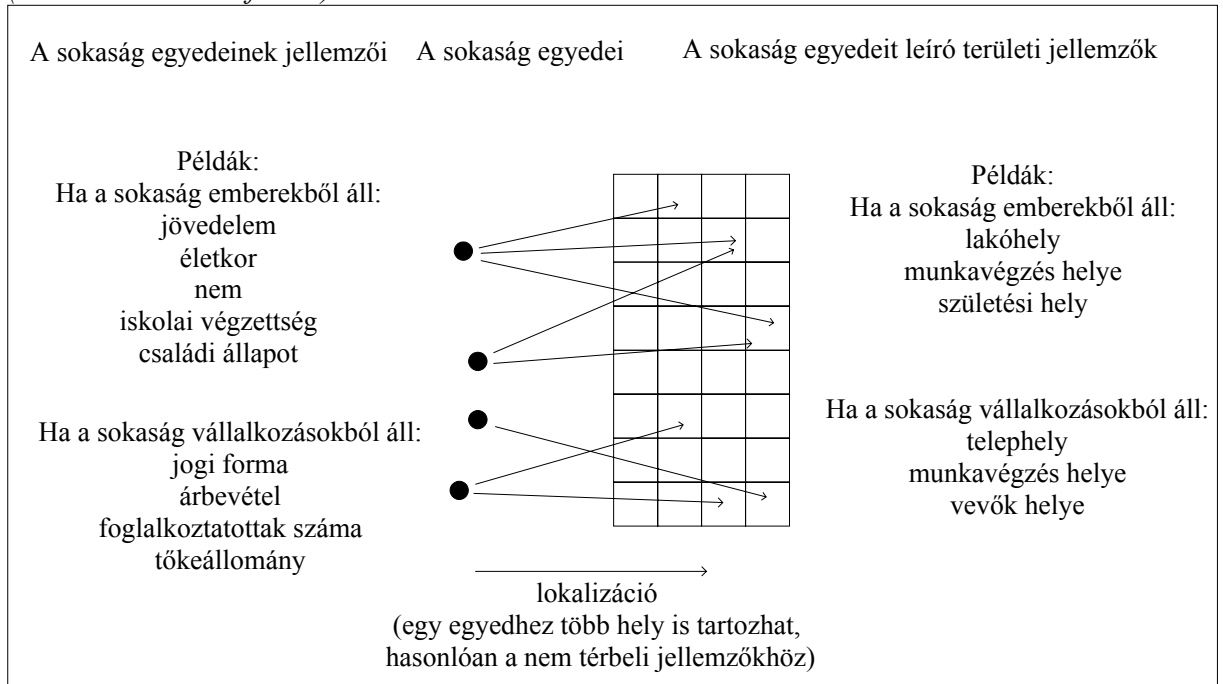 A sokaság egyedeinek jellemzői
A sokaság egyedei
A sokaság egyedeit leíró területi jellemzők
Példák:
Ha a sokaság emberekből áll:
jövedelem
életkor
nem
iskolai végzettség
családi állapot
Ha a sokaság vállalkozásokból áll:
jogi forma
árbevétel
foglalkoztatottak száma
tőkeállomány
Példák:
Ha a sokaság emberekből áll:
lakóhely
munkavégzés helye
születési hely
Ha a sokaság vállalkozásokból áll:
telephely
munkavégzés helye
vevők helye
lokalizáció
(egy egyedhez több hely is tartozhat,
hasonlóan a nem térbeli jellemzőkhöz)